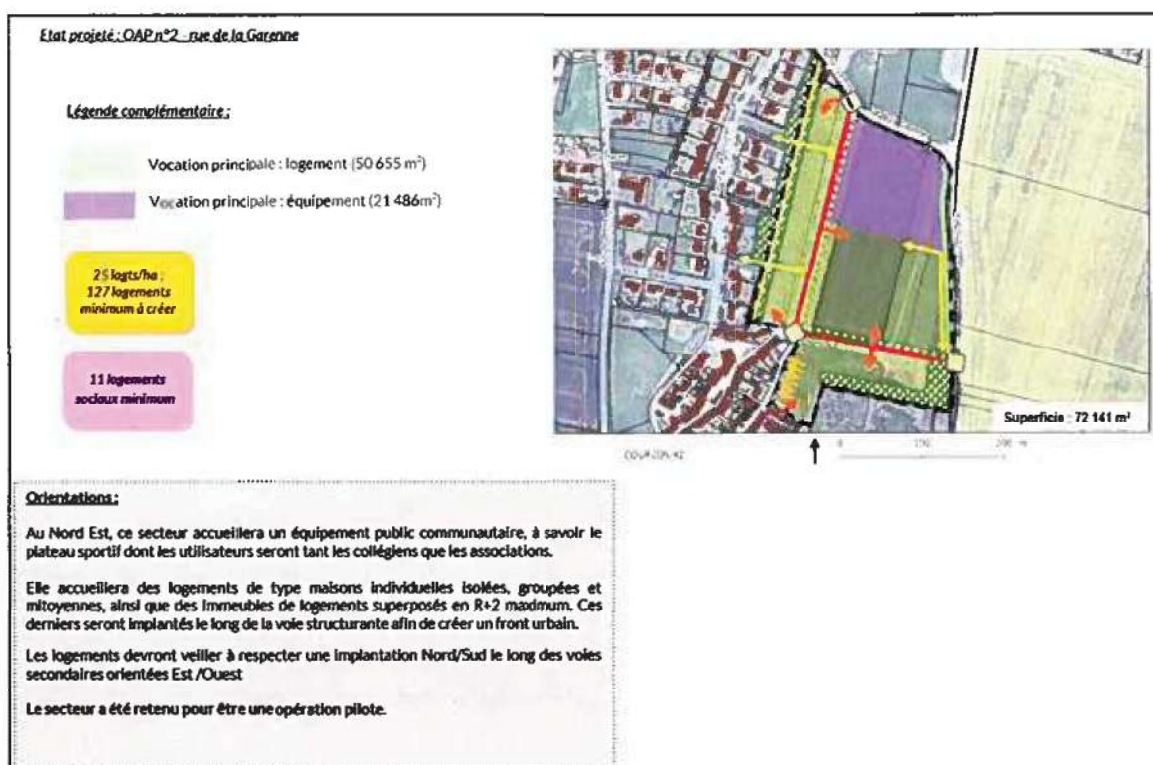 Etat projeté : OAP n°2 - rue de la Garenne
Légende complémentaire :
Vocation principale : logement (50 655 m²)
Vocation principale : équipement (21 486m²)
25 logts/ha :
127 logements
minimum à créer
11 logements
sociaux minimum
Superficie : 72 141 m²
0 200 m
Orientations :
Au Nord Est, ce secteur accueillera un équipement public communautaire, à savoir le
plateau sportif dont les utilisateurs seront tant les collégiens que les associations.
Elle accueillera des logements de type maisons individuelles isolées, groupées et
mitoyennes, ainsi que des immeubles de logements superposés en R+2 maximum. Ces
derniers seront implantés le long de la voie structurante afin de créer un front urbain.
Les logements devront veiller à respecter une implantation Nord/Sud le long des voies
secondaires orientées Est /Ouest
Le secteur a été retenu pour être une opération pilote.